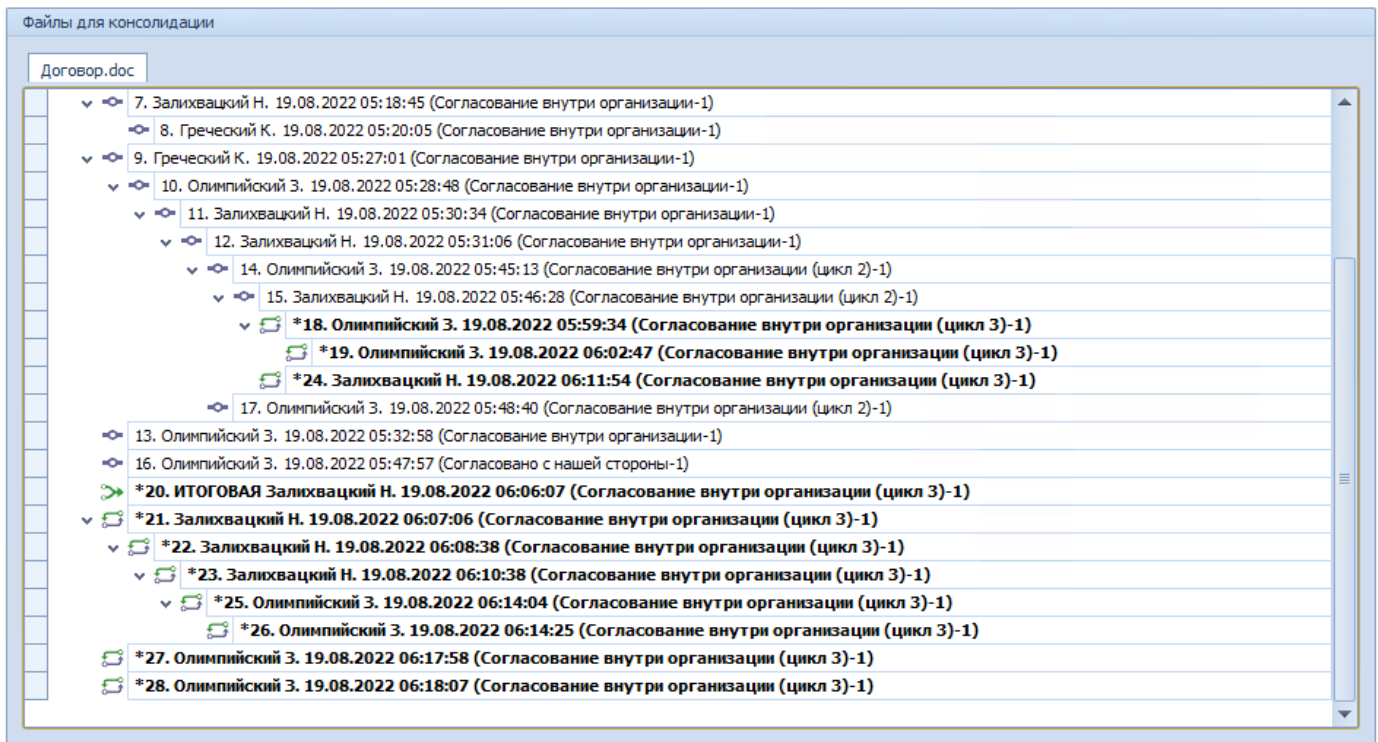 Файлы для консолидации
Договор.doc
7. Залихвацкий Н. 19.08.2022 05:18:45 (Согласование внутри организации-1)
8. Греческий К. 19.08.2022 05:20:05 (Согласование внутри организации-1)
9. Греческий К. 19.08.2022 05:27:01 (Согласование внутри организации-1)
10. Олимпийский З. 19.08.2022 05:28:48 (Согласование внутри организации-1)
11. Залихвацкий Н. 19.08.2022 05:30:34 (Согласование внутри организации-1)
12. Залихвацкий Н. 19.08.2022 05:31:06 (Согласование внутри организации-1)
14. Олимпийский З. 19.08.2022 05:45:13 (Согласование внутри организации (цикл 2)-1)
15. Залихвацкий Н. 19.08.2022 05:46:28 (Согласование внутри организации (цикл 2)-1)
*18. Олимпийский З. 19.08.2022 05:59:34 (Согласование внутри организации (цикл 3)-1)
*19. Олимпийский З. 19.08.2022 06:02:47 (Согласование внутри организации (цикл 3)-1)
*24. Залихвацкий Н. 19.08.2022 06:11:54 (Согласование внутри организации (цикл 3)-1)
17. Олимпийский З. 19.08.2022 05:48:40 (Согласование внутри организации (цикл 2)-1)
13. Олимпийский З. 19.08.2022 05:32:58 (Согласование внутри организации-1)
16. Олимпийский З. 19.08.2022 05:47:57 (Согласовано с нашей стороны-1)
*20. ИТОГОВАЯ Залихвацкий Н. 19.08.2022 06:06:07 (Согласование внутри организации (цикл 3)-1)
*21. Залихвацкий Н. 19.08.2022 06:07:06 (Согласование внутри организации (цикл 3)-1)
*22. Залихвацкий Н. 19.08.2022 06:08:38 (Согласование внутри организации (цикл 3)-1)
*23. Залихвацкий Н. 19.08.2022 06:10:38 (Согласование внутри организации (цикл 3)-1)
*25. Олимпийский З. 19.08.2022 06:14:04 (Согласование внутри организации (цикл 3)-1)
*26. Олимпийский З. 19.08.2022 06:14:25 (Согласование внутри организации (цикл 3)-1)
*27. Олимпийский З. 19.08.2022 06:17:58 (Согласование внутри организации (цикл 3)-1)
*28. Олимпийский З. 19.08.2022 06:18:07 (Согласование внутри организации (цикл 3)-1)